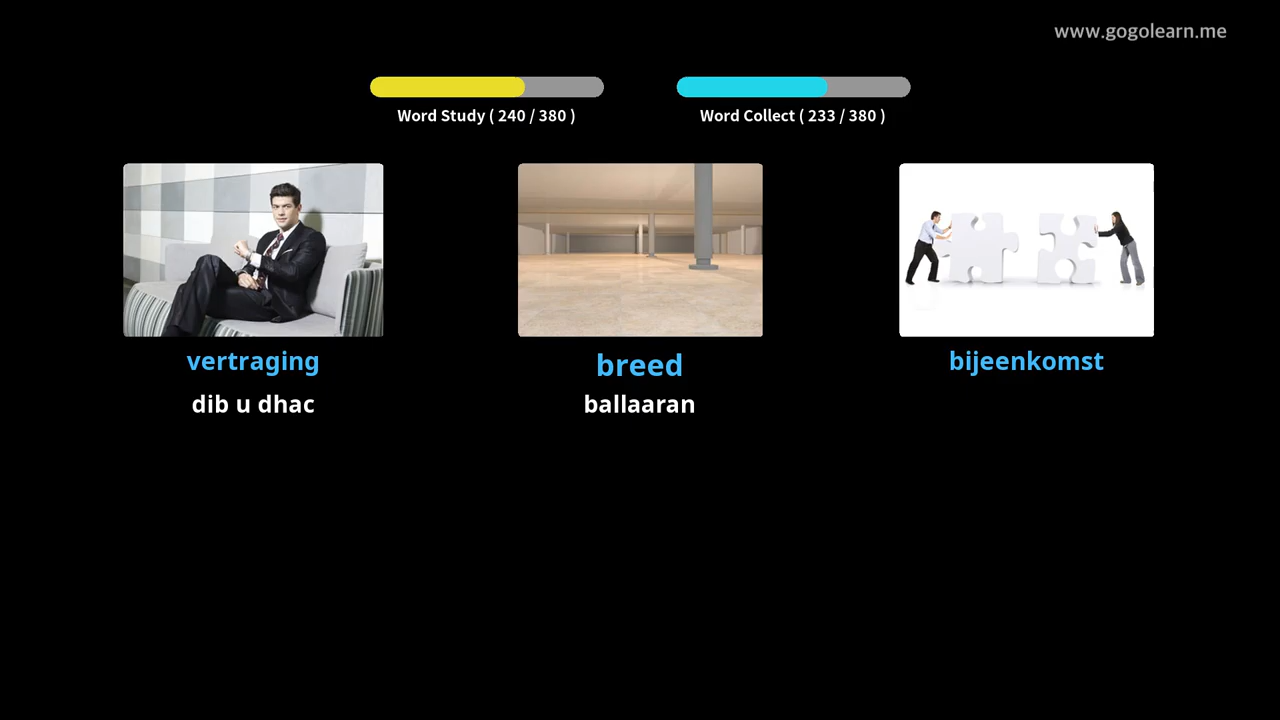 www.gogolearn.me
Word Study ( 240 / 380 )
Word Collect ( 233 / 380 )
vertraging
breed
bijeenkomst
dib u dhac
ballaaran